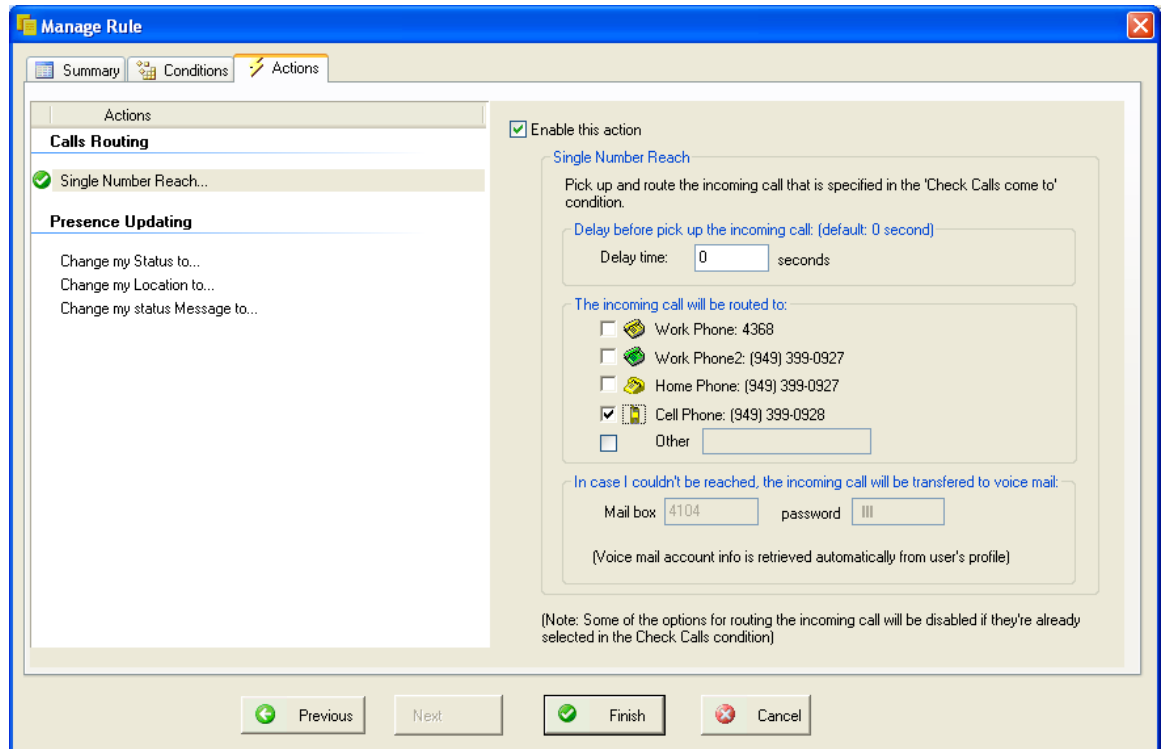 Manage Rule
Summary
Conditions
Actions
Actions
Calls Routing
Single Number Reach...
Presence Updating
Change my Status to...
Change my Location to...
Change my status Message to...
Enable this action
Single Number Reach
Pick up and route the incoming call that is specified in the 'Check Calls come to'
condition.
Delay before pick up the incoming call: (default: 0 second)
Delay time: 0 seconds
The incoming call will be routed to:
Work Phone: 4368
Work Phone2: (949) 399-0927
Home Phone: (949) 399-0927
Cell Phone: (949) 399-0928
Other
In case I couldn't be reached, the incoming call will be transfered to voice mail:
Mail box 4104 password
(Voice mail account info is retrieved automatically from user's profile)
(Note: Some of the options for routing the incoming call will be disabled if they're already
selected in the Check Calls condition)
Previous Next Finish Cancel